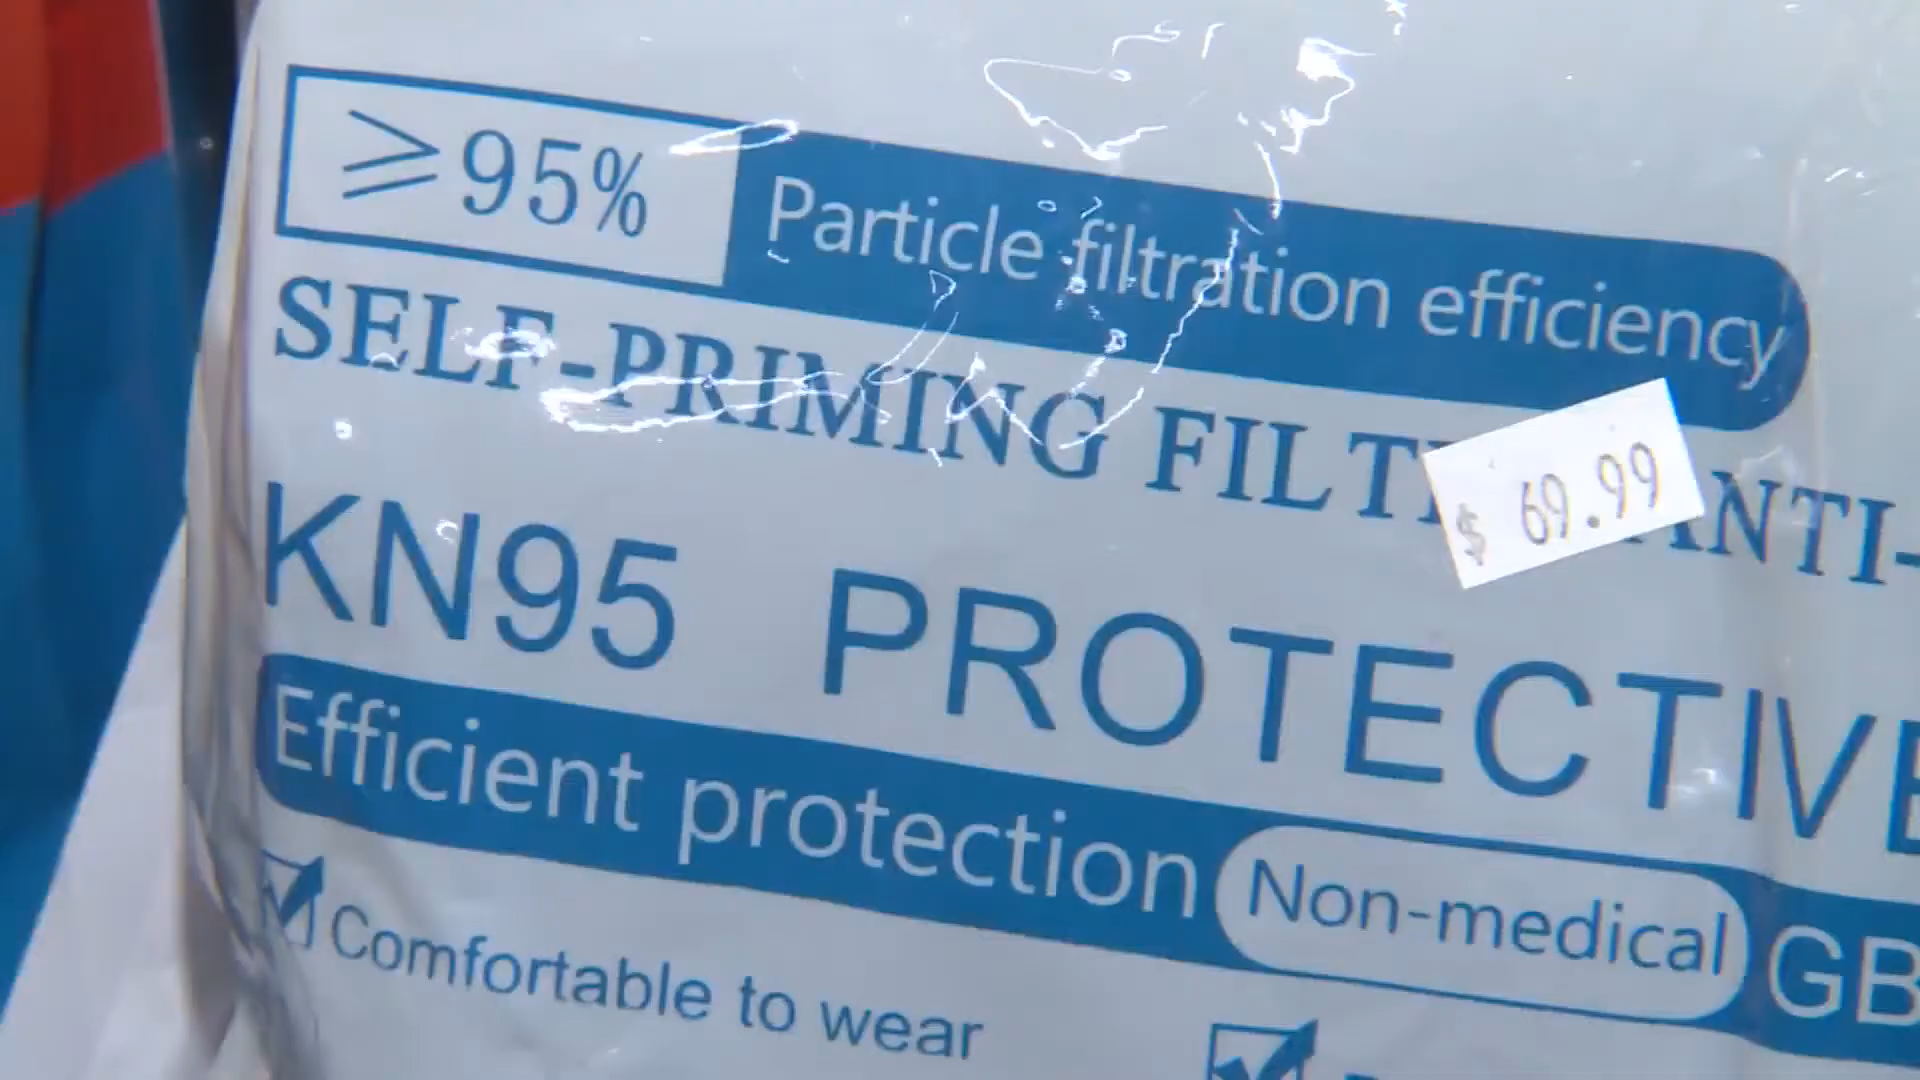 ≥95% Particle filtration efficiency
SELF-PRIMING FILT ANTI-
$ 69.99
KN95 PROTECTIVE
Efficient protection Non-medical GB
Comfortable to wear